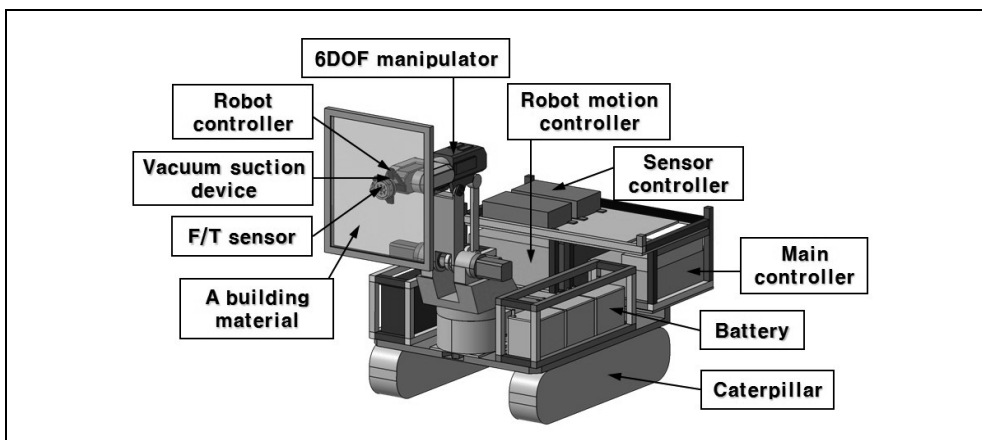 6DOF manipulator
Robot
controller
Robot motion
controller
Vacuum suction
device
Sensor
controller
F/T sensor
Main
controller
A building
material
Battery
Caterpillar